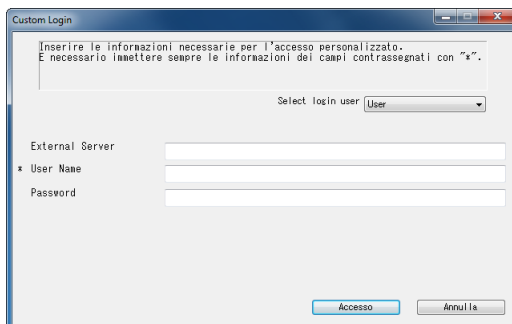 Custom Login
Inserire le informazioni necessarie per l'accesso personalizzato.
E necessario immettere sempre le informazioni dei campi contrassegnati con "*".
Select login user User
External Server
* User Name
Password
Accesso Annulla